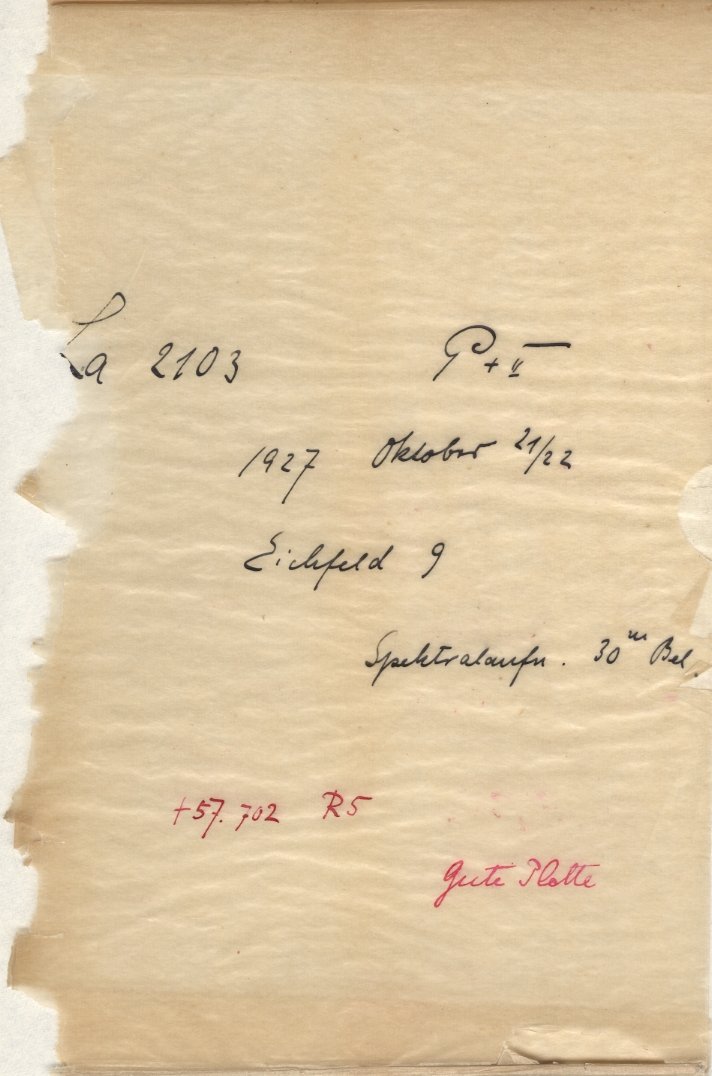 La 2103 P + II
1927 Oktober 21/22
Eichfeld 9
Spektralaufn. 30m Bel.
+57.702 R5
Gute Platte